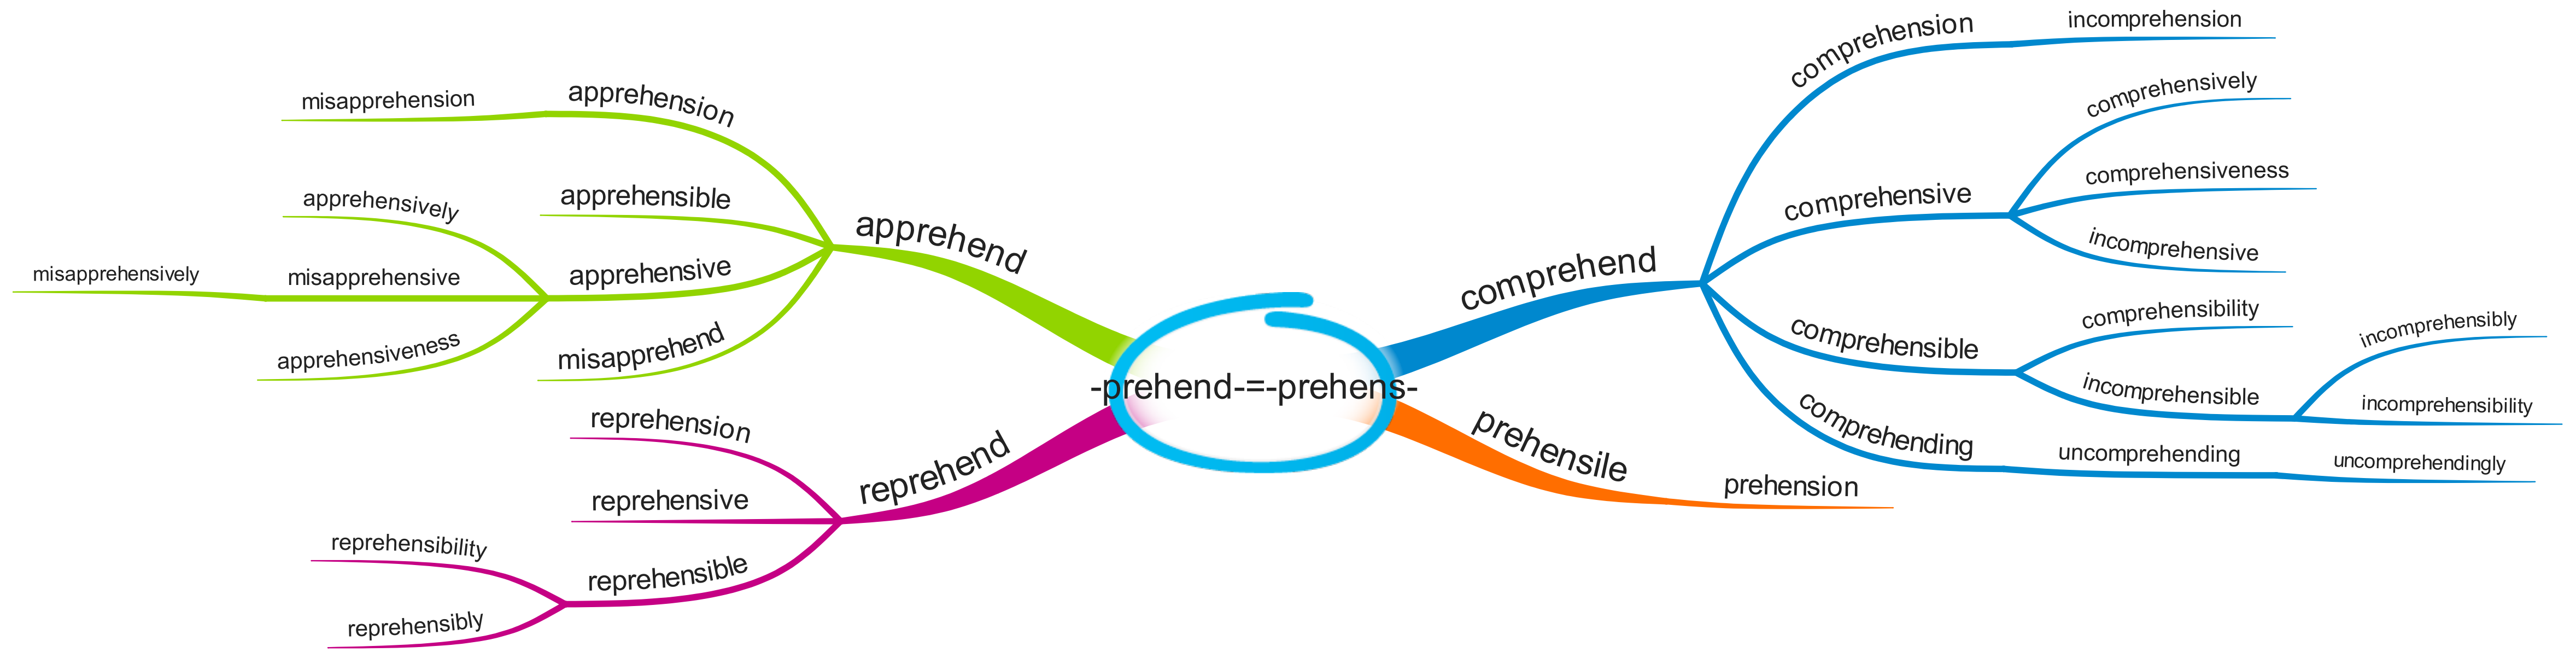 -prehend-=-prehens-
comprehend
comprehension
incomprehension
comprehensive
comprehensively
comprehensiveness
incomprehensive
comprehensible
comprehensibility
incomprehensible
incomprehensibly
incomprehensibility
comprehending
uncomprehending
uncomprehendingly
prehensile
prehension
apprehend
apprehension
misapprehension
apprehensible
apprehensive
apprehensively
misapprehensive
misapprehensively
apprehensiveness
misapprehend
reprehend
reprehension
reprehensive
reprehensible
reprehensibility
reprehensibly